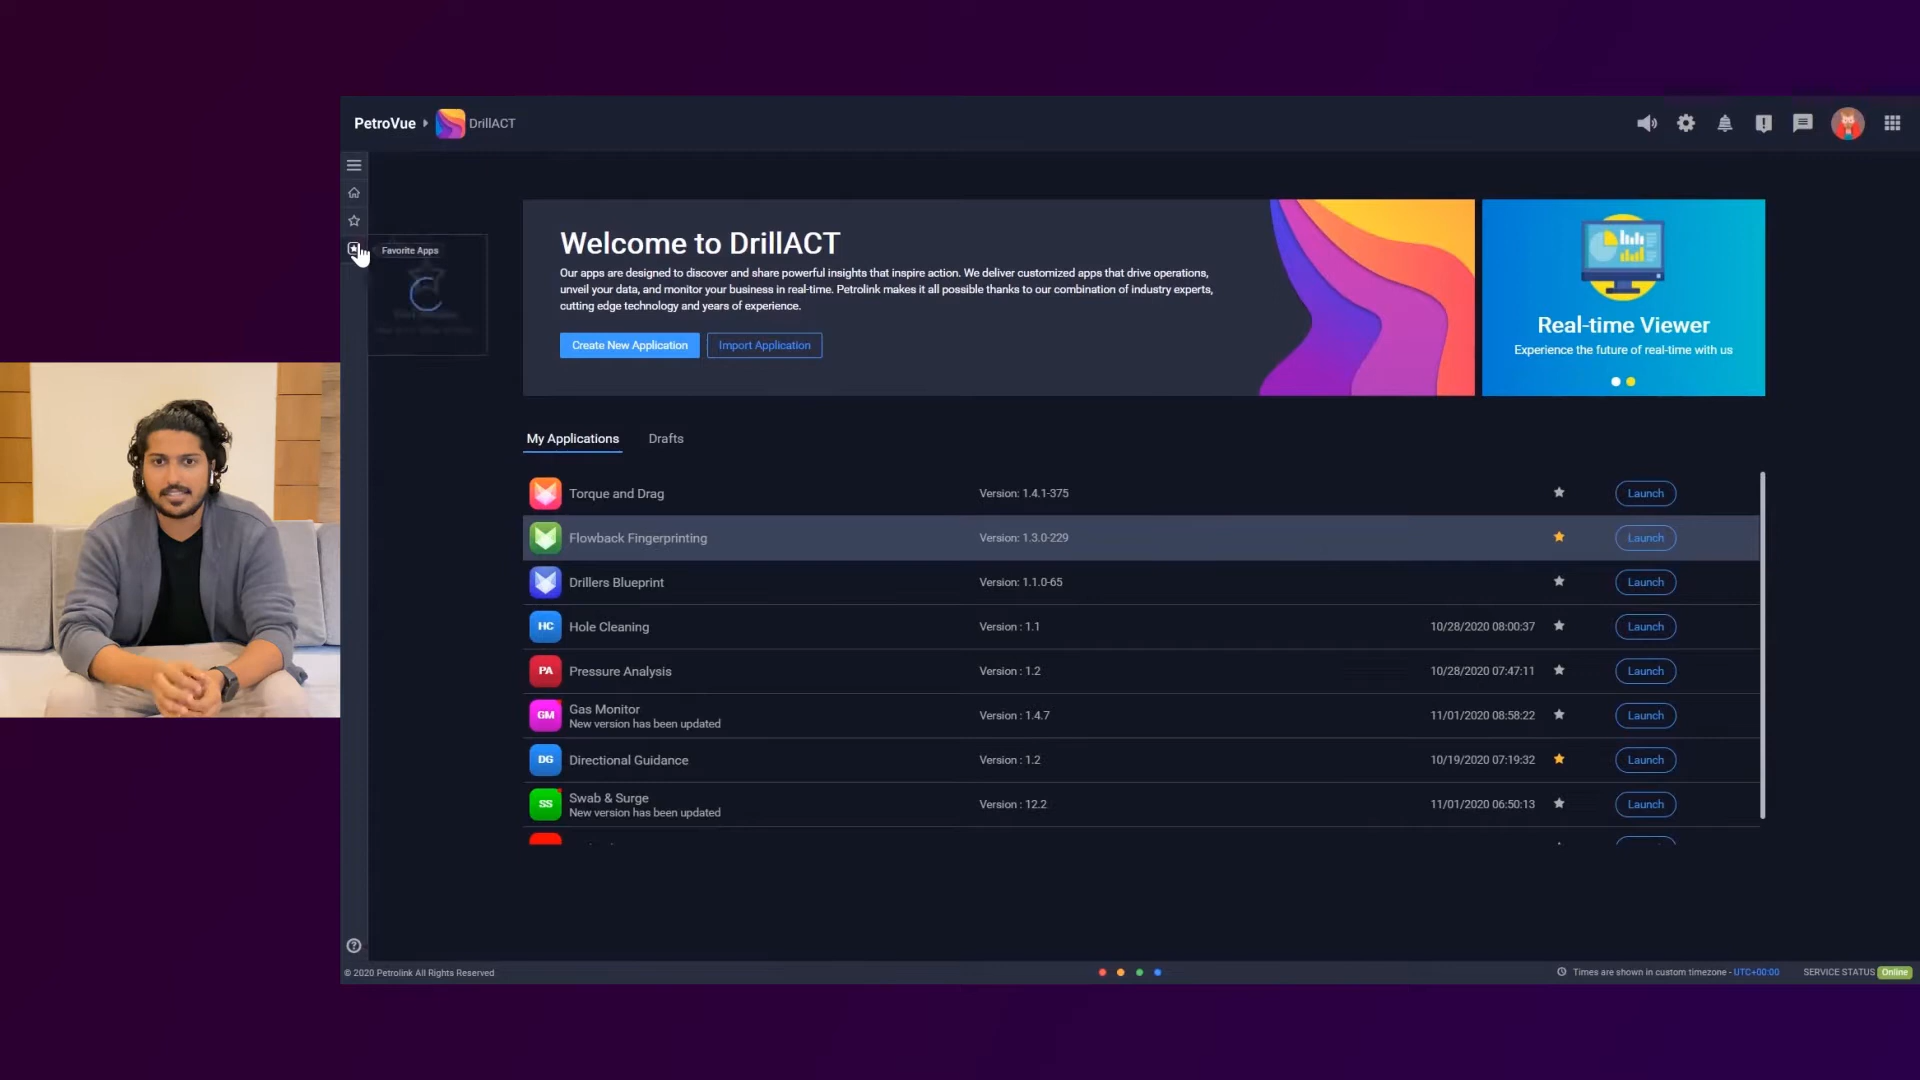 PetroVue
DrillACT
Favorite Apps
Welcome to DrillACT
Our apps are designed to discover and share powerful insights that inspire action. We deliver customized apps that drive operations,
unveil your data, and monitor your business in real-time. Petrolink makes it all possible thanks to our combination of industry experts,
cutting edge technology and years of experience.
Create New Application
Import Application
Real-time Viewer
Experience the future of real-time with us
My Applications
Drafts
Torque and Drag
Version: 1.4.1-375
Launch
Flowback Fingerprinting
Version: 1.3.0-229
Launch
Drillers Blueprint
Version: 1.1.0-65
Launch
HC
Hole Cleaning
Version : 1.1
10/28/2020 08:00:37
Launch
PA
Pressure Analysis
Version : 1.2
10/28/2020 07:47:11
Launch
GM
Gas Monitor
New version has been updated
Version : 1.4.7
11/01/2020 08:58:22
Launch
DG
Directional Guidance
Version : 1.2
10/19/2020 07:19:32
Launch
SS
Swab & Surge
New version has been updated
Version : 12.2
11/01/2020 06:50:13
Launch
© 2020 Petrolink All Rights Reserved
Times are shown in custom timezone - UTC+00:00
SERVICE STATUS Online